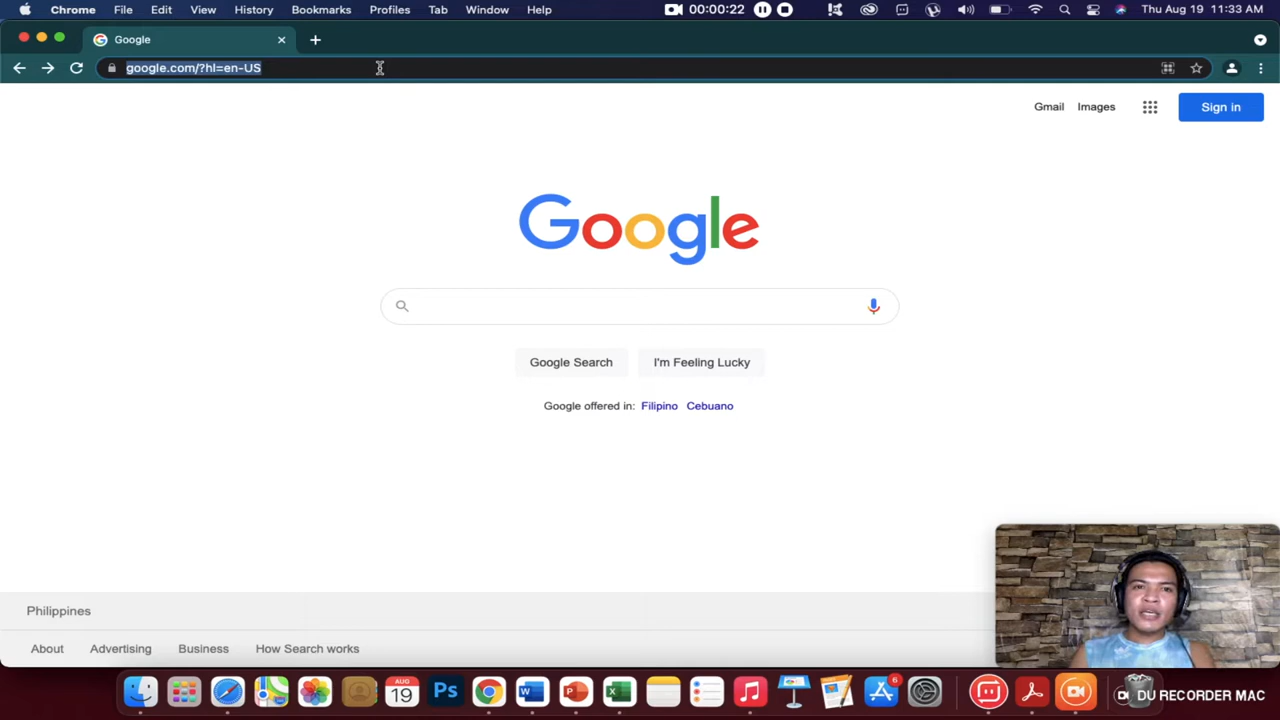 Chrome File Edit View History Bookmarks Profiles Tab Window Help 00:00:22 Thu Aug 19 11:33 AM
Google
google.com/?hl=en-US
Gmail Images Sign in
Google
Google Search I'm Feeling Lucky
Google offered in: Filipino Cebuano
Philippines
About Advertising Business How Search works
AUG
19
Ps
W
P
X
6
DU RECORDER MAC